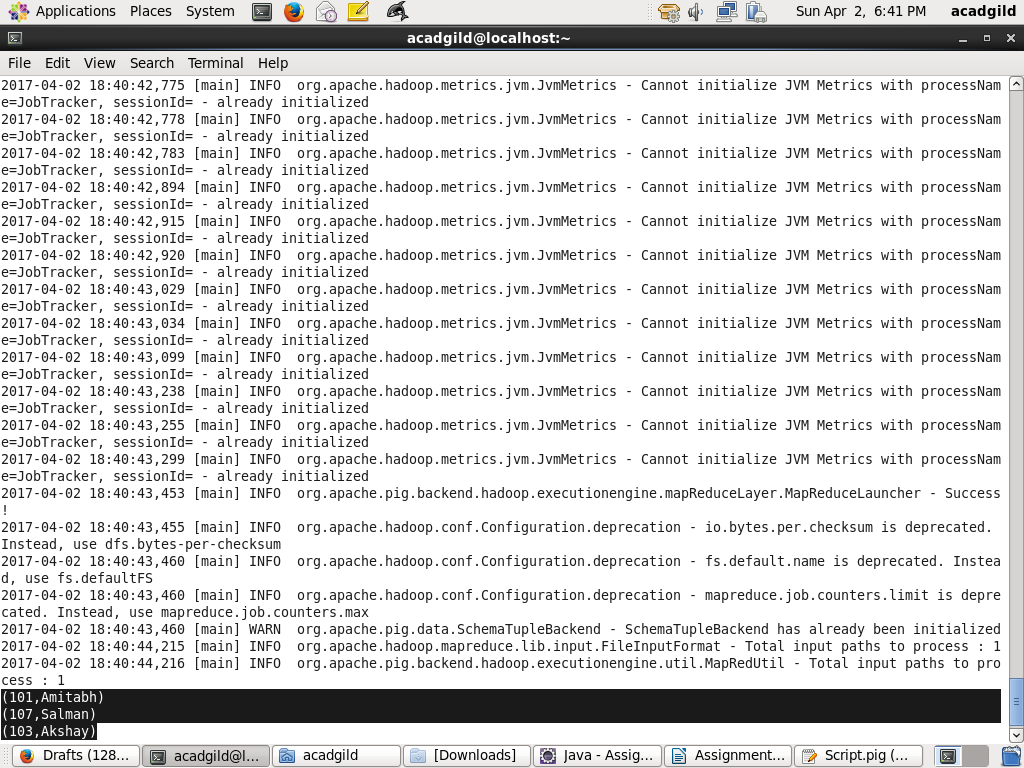 Applications Places System Sun Apr 2, 6:41 PM acadgild
acadgild@localhost:~
File Edit View Search Terminal Help
2017-04-02 18:40:42,775 [main] INFO  org.apache.hadoop.metrics.jvm.JvmMetrics - Cannot initialize JVM Metrics with processNam
e=JobTracker, sessionId= - already initialized
2017-04-02 18:40:42,778 [main] INFO  org.apache.hadoop.metrics.jvm.JvmMetrics - Cannot initialize JVM Metrics with processNam
e=JobTracker, sessionId= - already initialized
2017-04-02 18:40:42,783 [main] INFO  org.apache.hadoop.metrics.jvm.JvmMetrics - Cannot initialize JVM Metrics with processNam
e=JobTracker, sessionId= - already initialized
2017-04-02 18:40:42,894 [main] INFO  org.apache.hadoop.metrics.jvm.JvmMetrics - Cannot initialize JVM Metrics with processNam
e=JobTracker, sessionId= - already initialized
2017-04-02 18:40:42,915 [main] INFO  org.apache.hadoop.metrics.jvm.JvmMetrics - Cannot initialize JVM Metrics with processNam
e=JobTracker, sessionId= - already initialized
2017-04-02 18:40:42,920 [main] INFO  org.apache.hadoop.metrics.jvm.JvmMetrics - Cannot initialize JVM Metrics with processNam
e=JobTracker, sessionId= - already initialized
2017-04-02 18:40:43,029 [main] INFO  org.apache.hadoop.metrics.jvm.JvmMetrics - Cannot initialize JVM Metrics with processNam
e=JobTracker, sessionId= - already initialized
2017-04-02 18:40:43,034 [main] INFO  org.apache.hadoop.metrics.jvm.JvmMetrics - Cannot initialize JVM Metrics with processNam
e=JobTracker, sessionId= - already initialized
2017-04-02 18:40:43,099 [main] INFO  org.apache.hadoop.metrics.jvm.JvmMetrics - Cannot initialize JVM Metrics with processNam
e=JobTracker, sessionId= - already initialized
2017-04-02 18:40:43,238 [main] INFO  org.apache.hadoop.metrics.jvm.JvmMetrics - Cannot initialize JVM Metrics with processNam
e=JobTracker, sessionId= - already initialized
2017-04-02 18:40:43,255 [main] INFO  org.apache.hadoop.metrics.jvm.JvmMetrics - Cannot initialize JVM Metrics with processNam
e=JobTracker, sessionId= - already initialized
2017-04-02 18:40:43,299 [main] INFO  org.apache.hadoop.metrics.jvm.JvmMetrics - Cannot initialize JVM Metrics with processNam
e=JobTracker, sessionId= - already initialized
2017-04-02 18:40:43,453 [main] INFO  org.apache.pig.backend.hadoop.executionengine.mapReduceLayer.MapReduceLauncher - Success
!
2017-04-02 18:40:43,455 [main] INFO  org.apache.hadoop.conf.Configuration.deprecation - io.bytes.per.checksum is deprecated.
Instead, use dfs.bytes-per-checksum
2017-04-02 18:40:43,460 [main] INFO  org.apache.hadoop.conf.Configuration.deprecation - fs.default.name is deprecated. Instea
d, use fs.defaultFS
2017-04-02 18:40:43,460 [main] INFO  org.apache.hadoop.conf.Configuration.deprecation - mapreduce.job.counters.limit is depre
cated. Instead, use mapreduce.job.counters.max
2017-04-02 18:40:43,460 [main] WARN  org.apache.pig.data.SchemaTupleBackend - SchemaTupleBackend has already been initialized
2017-04-02 18:40:44,215 [main] INFO  org.apache.hadoop.mapreduce.lib.input.FileInputFormat - Total input paths to process : 1
2017-04-02 18:40:44,216 [main] INFO  org.apache.pig.backend.hadoop.executionengine.util.MapRedUtil - Total input paths to pro
cess : 1
(101,Amitabh)
(107,Salman)
(103,Akshay)
Drafts (128... acadgild@l... acadgild [Downloads] Java - Assig... Assignment... Script.pig (...